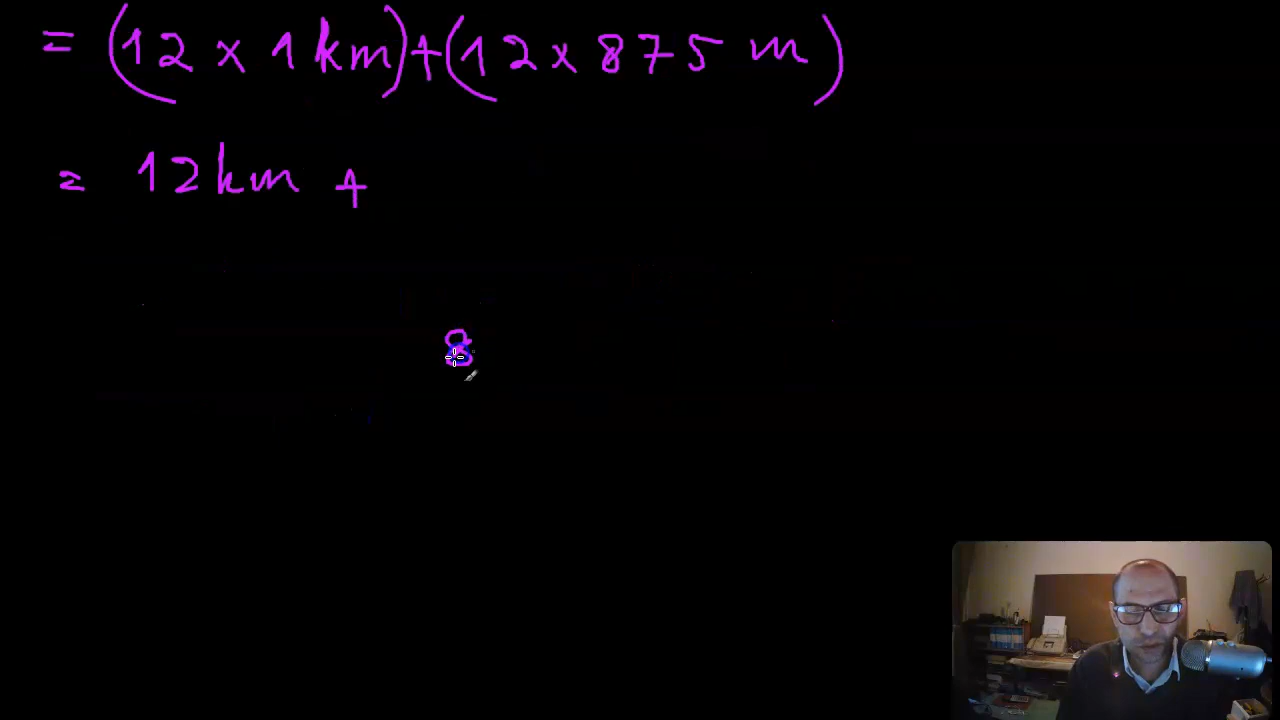 = (12 x 1 km) + (12 x 875 m)
= 12 km +
8